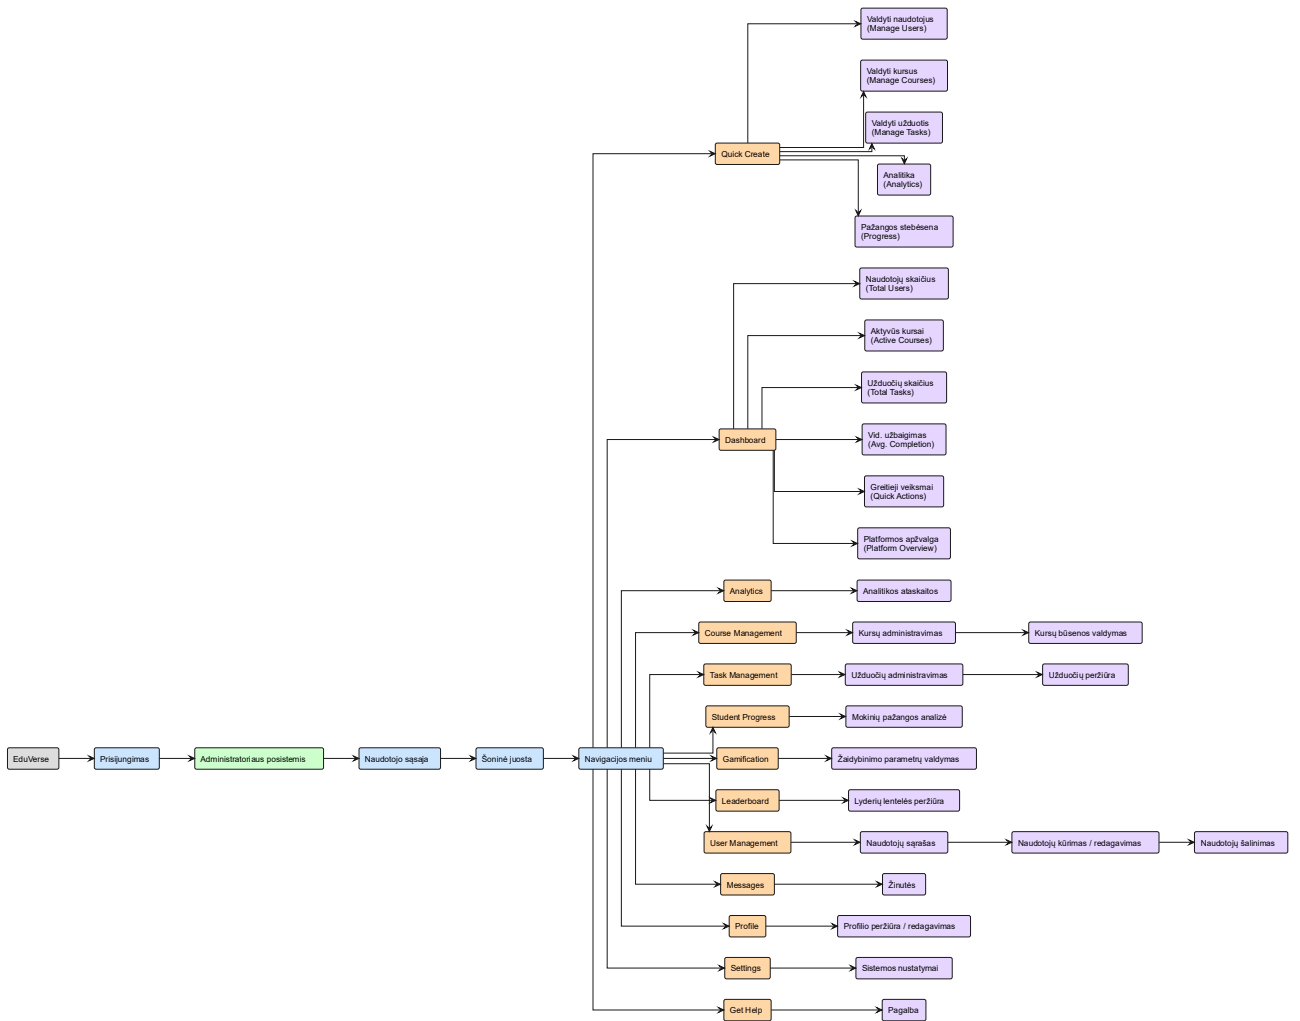 Valdyti naudotojus
(Manage Users)
Valdyti kursus
(Manage Courses)
Valdyti užduotis
(Manage Tasks)
Quick Create
Analitika
(Analytics)
Pažangos stebėsena
(Progress)
Naudotojų skaičius
(Total Users)
Aktyvūs kursai
(Active Courses)
Užduočių skaičius
(Total Tasks)
Dashboard
Vid. užbaigimas
(Avg. Completion)
Greitieji veiksmai
(Quick Actions)
Platformos apžvalga
(Platform Overview)
Analytics
Analitikos ataskaitos
Course Management
Kursų administravimas
Kursų būsenos valdymas
Task Management
Užduočių administravimas
Užduočių peržiūra
Student Progress
Mokinių pažangos analizė
EduVerse
Prisijungimas
Administratoriaus posistemis
Naudotojo sąsaja
Šoninė juosta
Navigacijos meniu
Gamification
Žaidybinimo parametrų valdymas
Leaderboard
Lyderių lentelės peržiūra
User Management
Naudotojų sąrašas
Naudotojų kūrimas / redagavimas
Naudotojų šalinimas
Messages
Žinutės
Profile
Profilio peržiūra / redagavimas
Settings
Sistemos nustatymai
Get Help
Pagalba